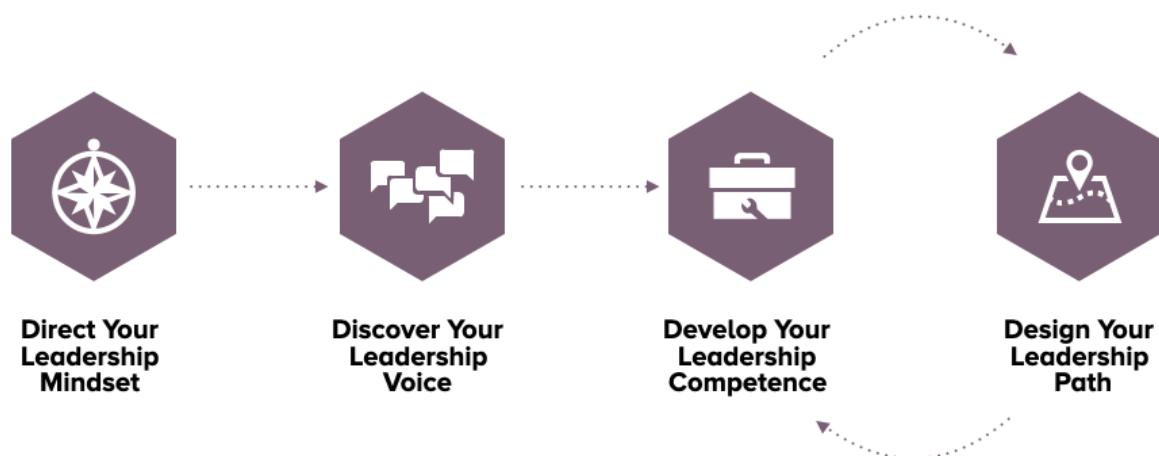 Direct Your
Leadership
Mindset
Discover Your
Leadership
Voice
Develop Your
Leadership
Competence
Design Your
Leadership
Path